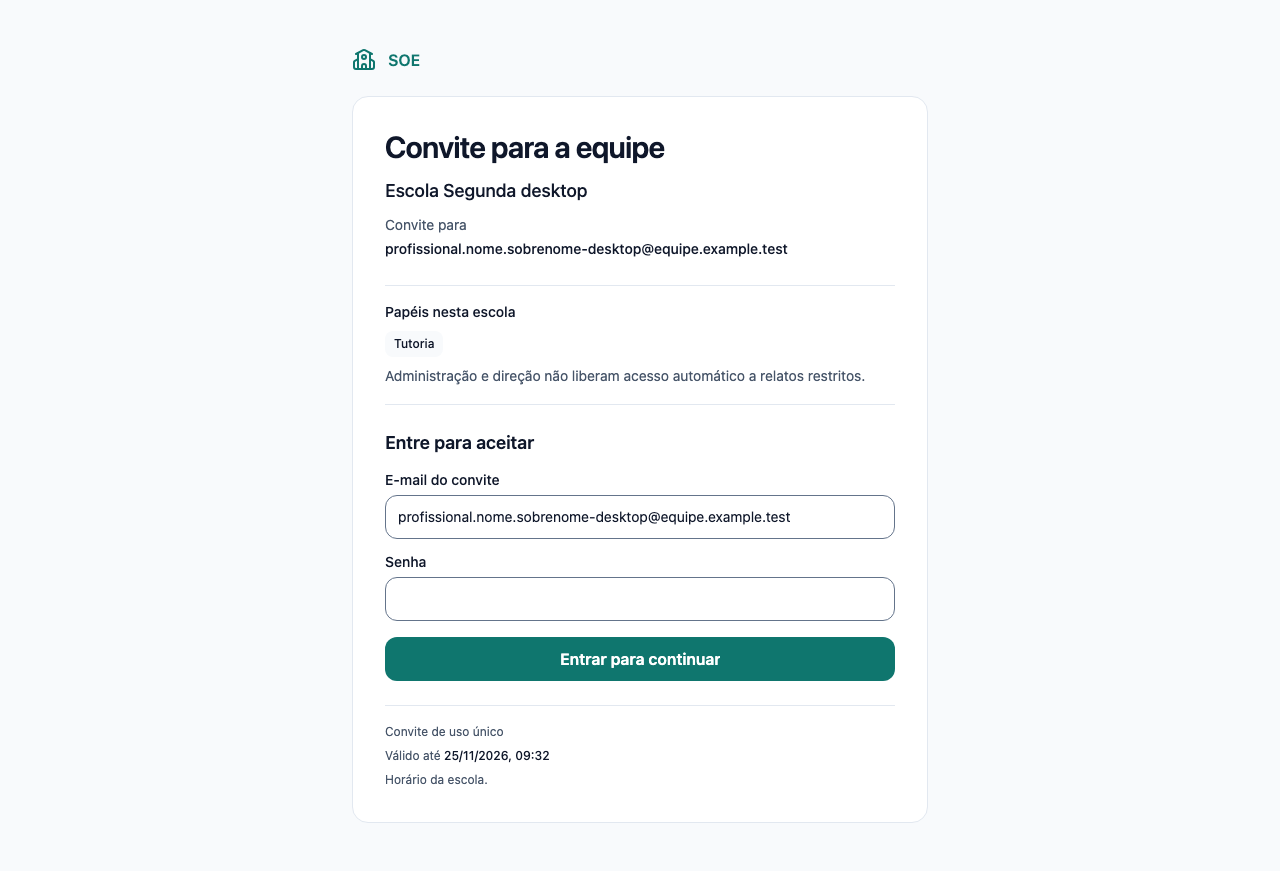 SOE
Convite para a equipe
Escola Segunda desktop
Convite para
profissional.nome.sobrenome-desktop@equipe.example.test
Papéis nesta escola
Tutoria
Administração e direção não liberam acesso automático a relatos restritos.
Entre para aceitar
E-mail do convite
profissional.nome.sobrenome-desktop@equipe.example.test
Senha
Entrar para continuar
Convite de uso único
Válido até 25/11/2026, 09:32
Horário da escola.